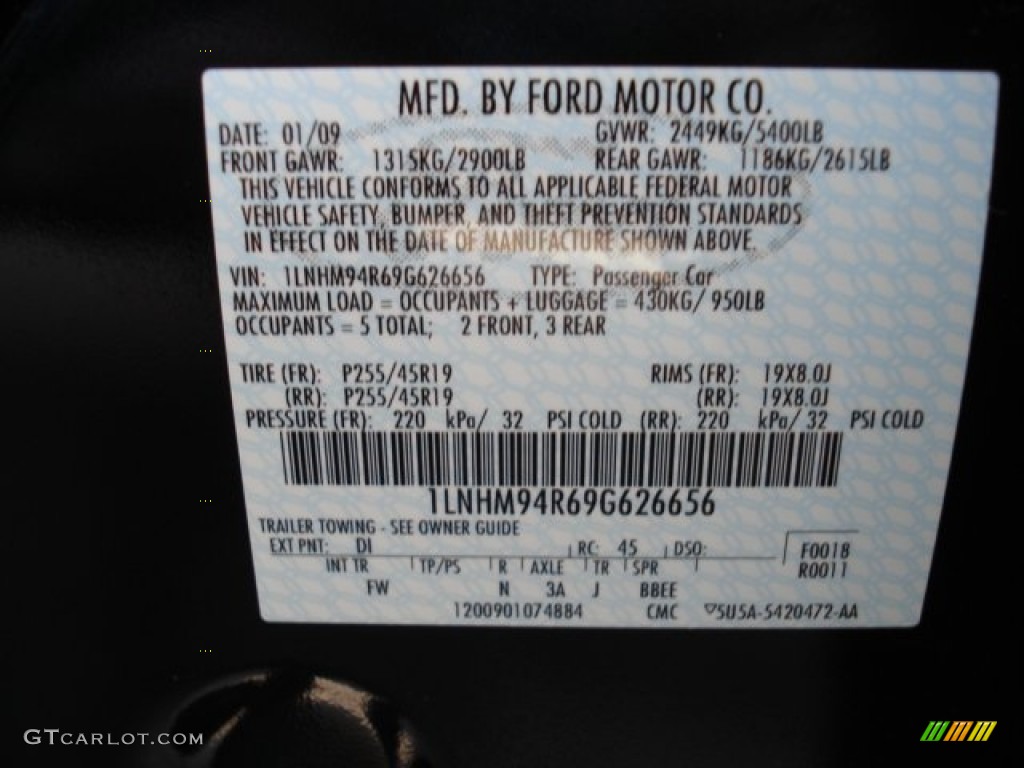 MFD. BY FORD MOTOR CO.
DATE: 01/09 GVWR: 2449KG/5400LB
FRONT GAWR: 1315KG/2900LB REAR GAWR: 1186KG/2615LB
THIS VEHICLE CONFORMS TO ALL APPLICABLE FEDERAL MOTOR
VEHICLE SAFETY, BUMPER, AND THEFT PREVENTION STANDARDS
IN EFFECT ON THE DATE OF MANUFACTURE SHOWN ABOVE.
VIN: 1LNHM94R69G626656 TYPE: Passenger Car
MAXIMUM LOAD = OCCUPANTS + LUGGAGE = 430KG/ 950LB
OCCUPANTS = 5 TOTAL; 2 FRONT, 3 REAR
TIRE (FR): P255/45R19 RIMS (FR): 19X8.0J
(RR): P255/45R19 (RR): 19X8.0J
PRESSURE (FR): 220 kPa/ 32 PSI COLD (RR): 220 kPa/ 32 PSI COLD
1LNHM94R69G626656
TRAILER TOWING - SEE OWNER GUIDE
EXT PNT: DI RC: 45 DSO: F0018
INT TR TP/PS R AXLE TR SPR R0011
FW N 3A J BBEE
1200901074884 CMC ▽5U5A-5420472-AA
GTCARLOT.COM